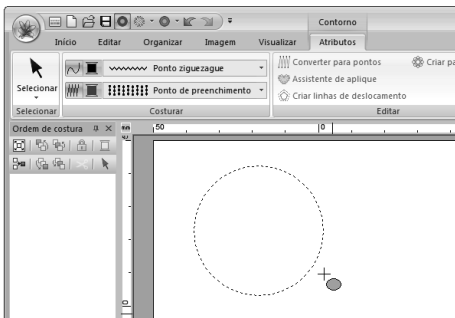 Contorno
Início Editar Organizar Imagem Visualizar Atributos
Selecionar
Ponto ziguezague
Ponto de preenchimento
Converter para pontos
Criar pa
Assistente de aplique
Criar linhas de deslocamento
Selecionar Costurar Editar
Ordem de costura
50 0
0